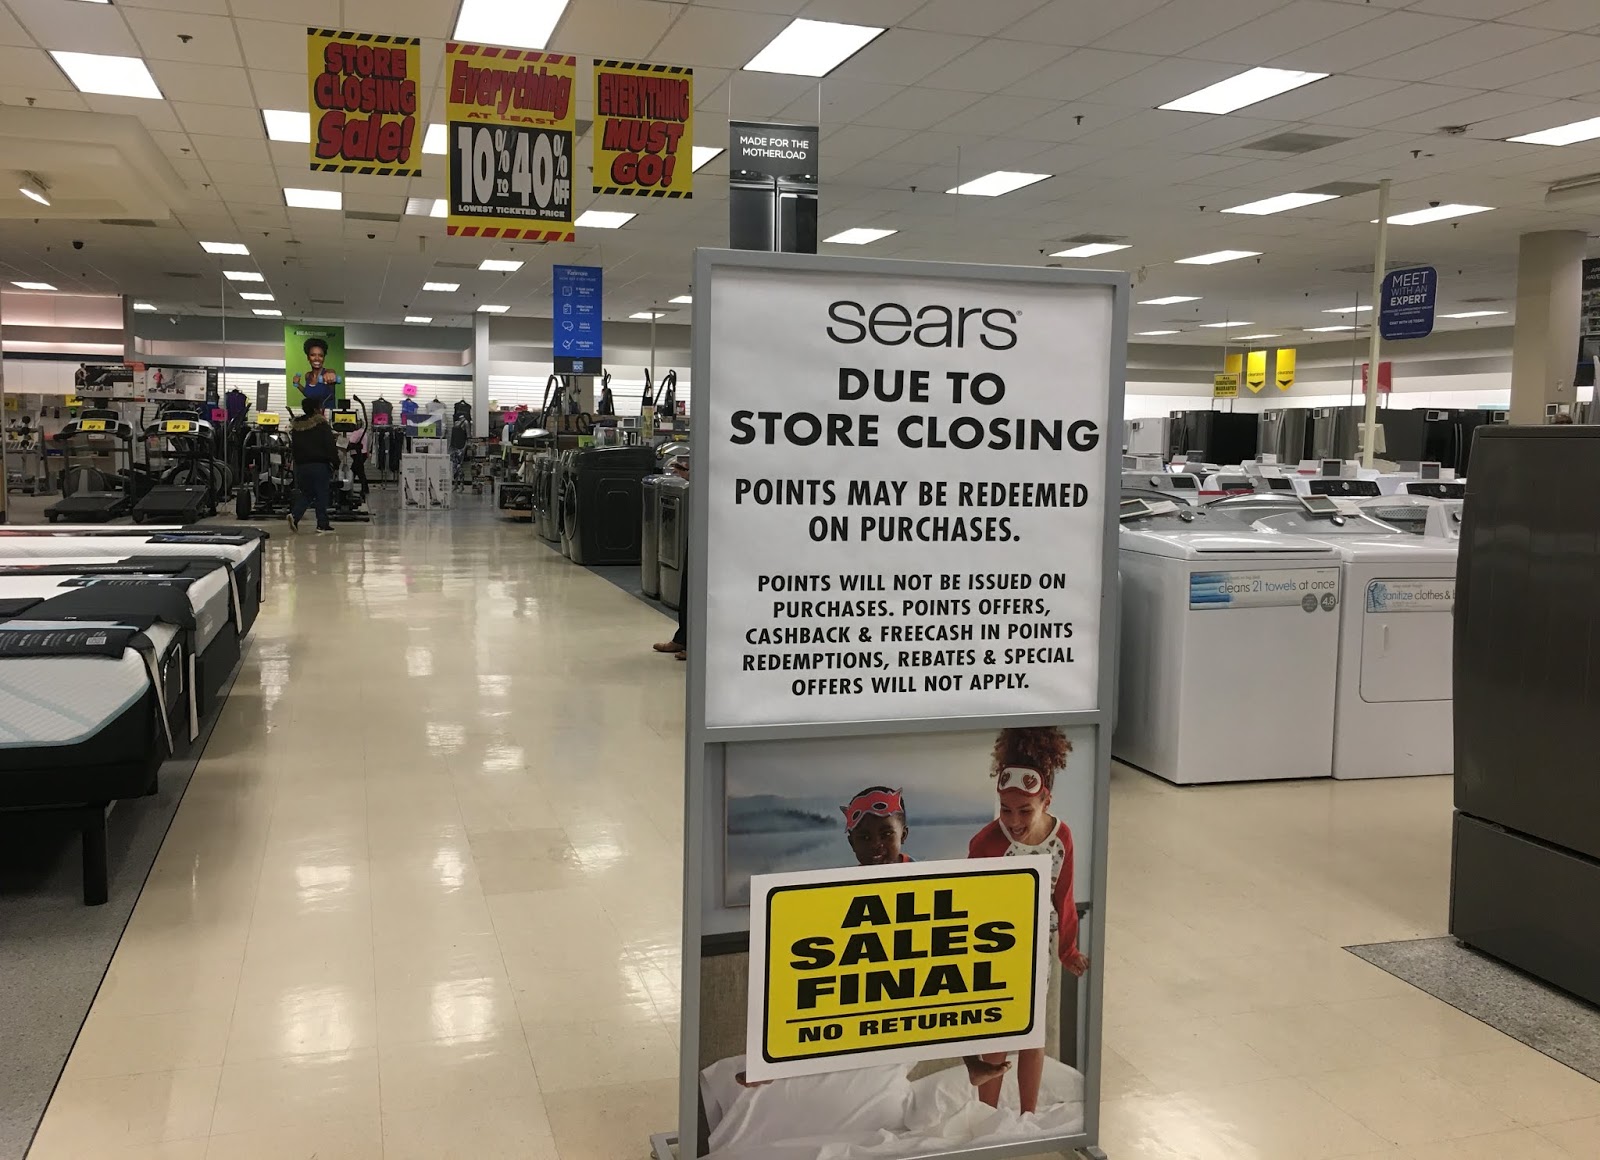 STORE
CLOSING
Sale!
Everything
AT LEAST
10% TO 40% OFF
LOWEST TICKETED PRICE
EVERYTHING
MUST
GO!
MADE FOR THE
MOTHERLOAD
MEET
WITH AN
EXPERT
sears
DUE TO
STORE CLOSING
POINTS MAY BE REDEEMED
ON PURCHASES.
POINTS WILL NOT BE ISSUED ON
PURCHASES. POINTS OFFERS,
CASHBACK & FREECASH IN POINTS
REDEMPTIONS, REBATES & SPECIAL
OFFERS WILL NOT APPLY.
cleans 21 towels at once
4.8
sanitize clothes &
ALL
SALES
FINAL
NO RETURNS